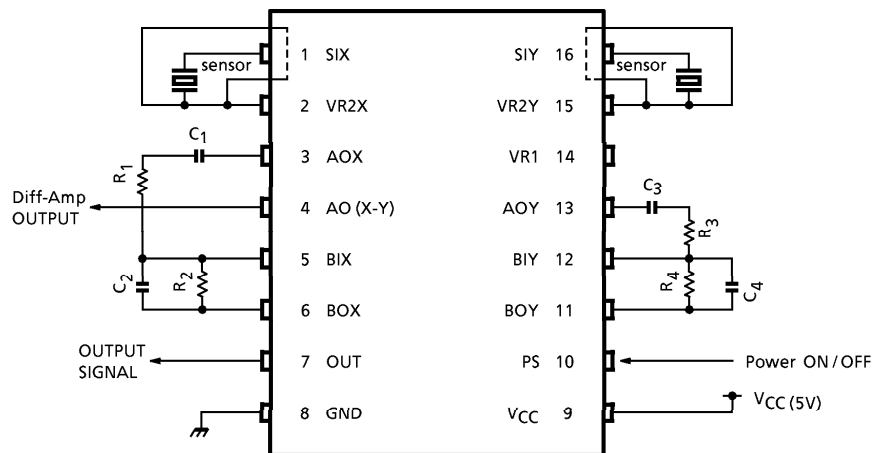 1 SIX
SIY 16
sensor
sensor
2 VR2X
VR2Y 15
C1
3 AOX
VR1 14
R1
Diff-Amp
OUTPUT
4 AO (X-Y)
AOY 13
C3
R3
5 BIX
BIY 12
C2
R2
R4
C4
6 BOX
BOY 11
OUTPUT
SIGNAL
7 OUT
PS 10
Power ON / OFF
8 GND
VCC 9
VCC (5V)